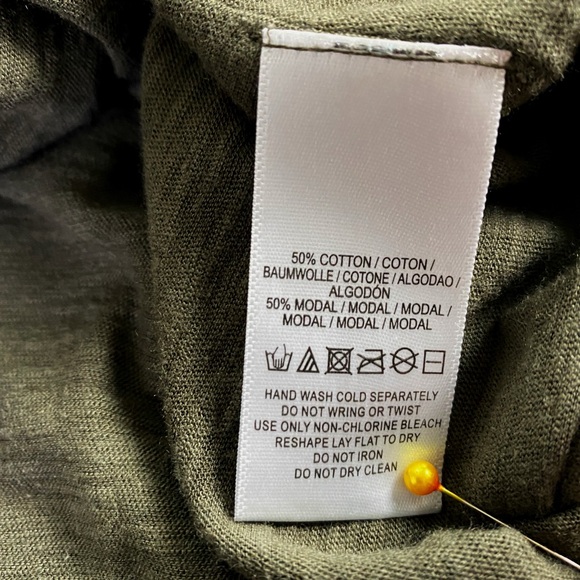 50% COTTON / COTON /
BAUMWOLLE / COTONE / ALGODAO /
ALGODÓN
50% MODAL / MODAL / MODAL /
MODAL / MODAL / MODAL
HAND WASH COLD SEPARATELY
DO NOT WRING OR TWIST
USE ONLY NON-CHLORINE BLEACH
RESHAPE LAY FLAT TO DRY
DO NOT IRON
DO NOT DRY CLEAN